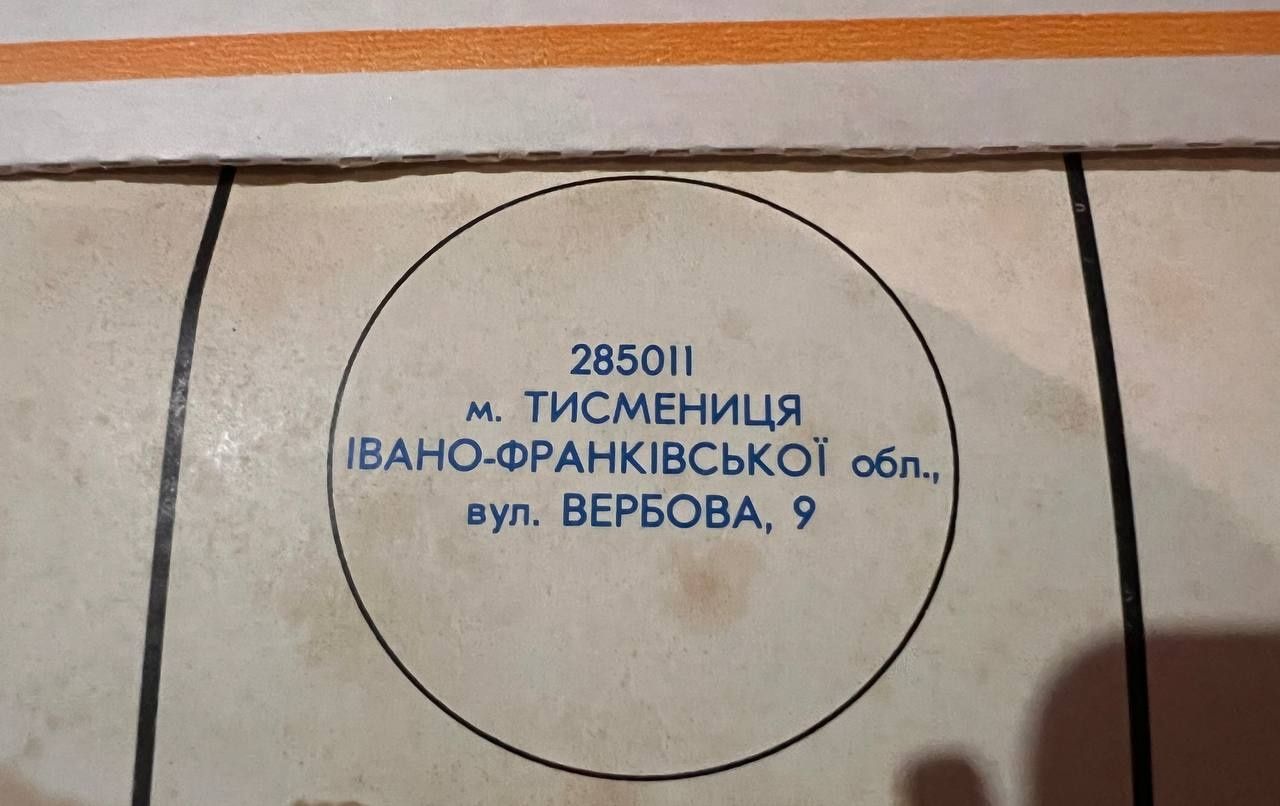 285011
м. ТИСМЕНИЦЯ
ІВАНО-ФРАНКІВСЬКОЇ обл.,
вул. ВЕРБОВА, 9